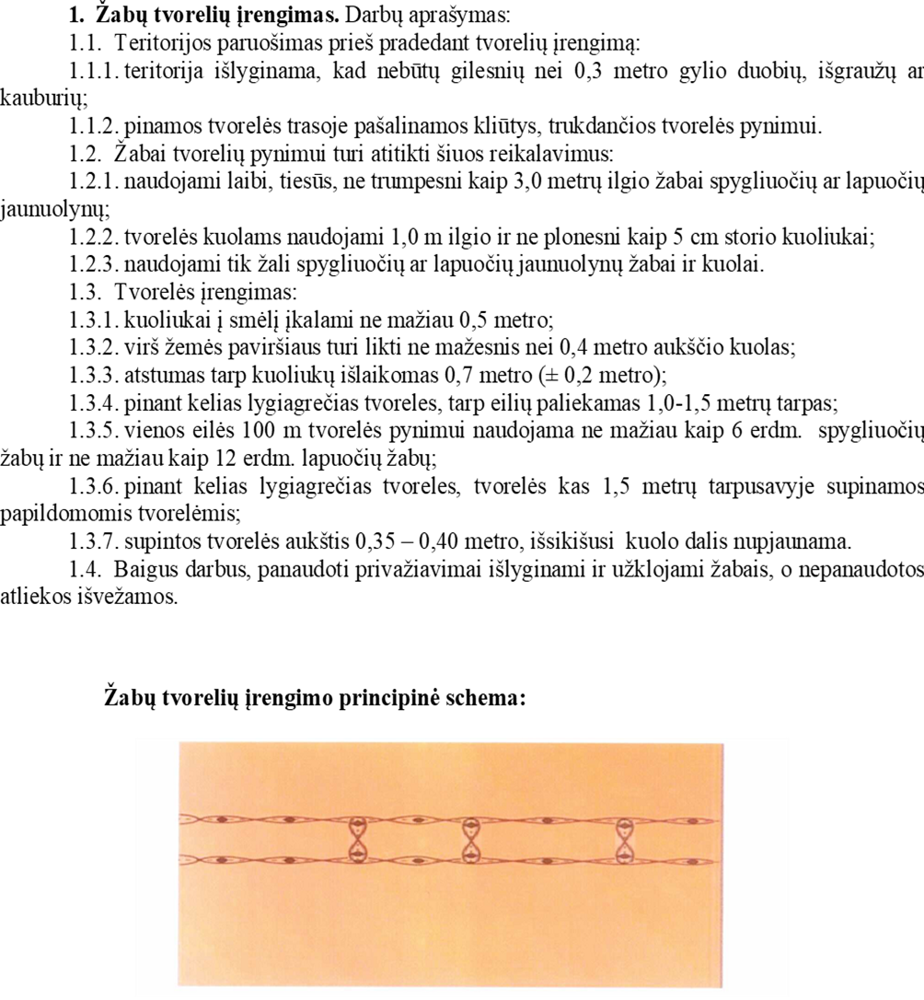 1. Žabų tvorelių įrengimas. Darbų aprašymas:
1.1. Teritorijos paruošimas prieš pradedant tvorelių įrengimą:
1.1.1. teritorija išlyginama, kad nebūtų gilesnių nei 0,3 metro gylio duobių, išgraužų ar
kauburių;
1.1.2. pinamos tvorelės trasoje pašalinamos kliūtys, trukdančios tvorelės pynimui.
1.2. Žabai tvorelių pynimui turi atitikti šiuos reikalavimus:
1.2.1. naudojami laibi, tiesūs, ne trumpesni kaip 3,0 metrų ilgio žabai spygliuočių ar lapuočių
jaunuolynų;
1.2.2. tvorelės kuolams naudojami 1,0 m ilgio ir ne plonesni kaip 5 cm storio kuoliukai;
1.2.3. naudojami tik žali spygliuočių ar lapuočių jaunuolynų žabai ir kuolai.
1.3. Tvorelės įrengimas:
1.3.1. kuoliukai į smėlį įkalami ne mažiau 0,5 metro;
1.3.2. virš žemės paviršiaus turi likti ne mažesnis nei 0,4 metro aukščio kuolas;
1.3.3. atstumas tarp kuoliukų išlaikomas 0,7 metro (± 0,2 metro);
1.3.4. pinant kelias lygiagrečias tvoreles, tarp eilių paliekamas 1,0-1,5 metrų tarpas;
1.3.5. vienos eilės 100 m tvorelės pynimui naudojama ne mažiau kaip 6 erdm. spygliuočių
žabų ir ne mažiau kaip 12 erdm. lapuočių žabų;
1.3.6. pinant kelias lygiagrečias tvoreles, tvorelės kas 1,5 metrų tarpusavyje supinamos
papildomomis tvorelėmis;
1.3.7. supintos tvorelės aukštis 0,35 – 0,40 metro, išsikišusi kuolo dalis nupjaunama.
1.4. Baigus darbus, panaudoti privažiavimai išlyginami ir užklojami žabais, o nepanaudotos
atliekos išvežamos.
Žabų tvorelių įrengimo principinė schema: